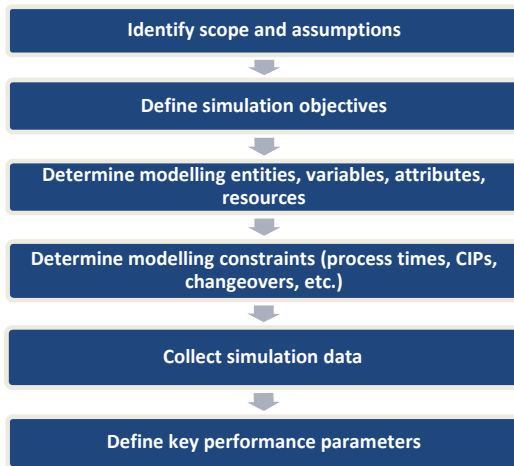 Identify scope and assumptions
Define simulation objectives
Determine modelling entities, variables, attributes,
resources
Determine modelling constraints (process times, CIPs,
changeovers, etc.)
Collect simulation data
Define key performance parameters